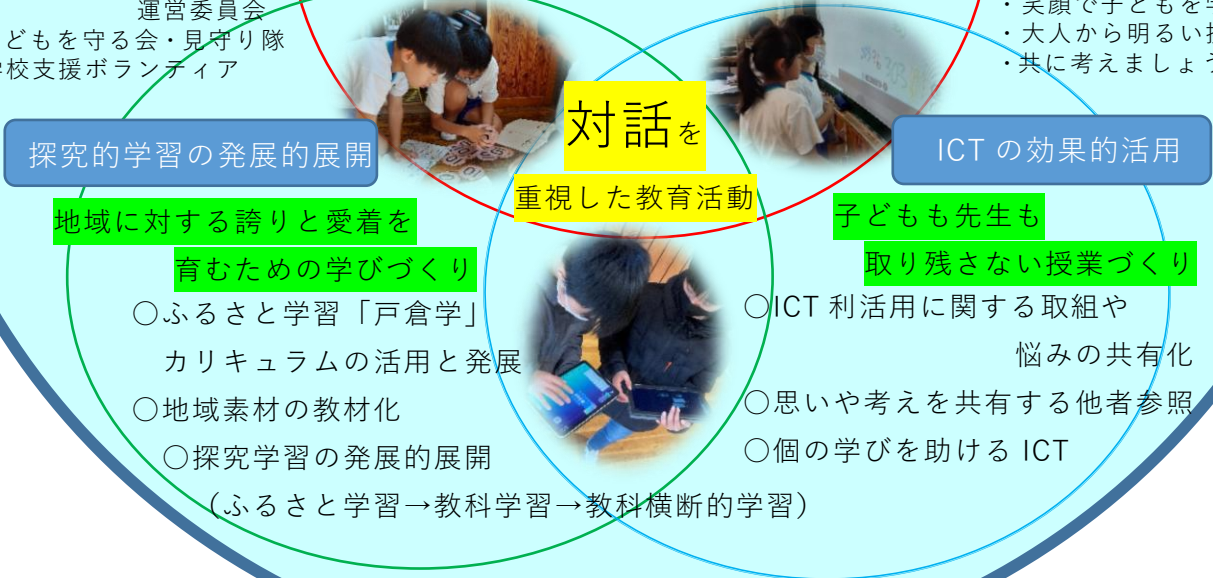 運営委員会
どもを守る会・見守り隊
校支援ボランティア
・笑顔で子どもを
・大人から明るい
・共に考えましょう
対話を
重視した教育活動
探究的学習の発展的展開
地域に対する誇りと愛着を
育むための学びづくり
○ふるさと学習「戸倉学」
カリキュラムの活用と発展
○地域素材の教材化
○探究学習の発展的展開
(ふるさと学習→教科学習→教科横断的学習)
ICT の効果的活用
子どもも先生も
取り残さない授業づくり
○ICT 利活用に関する取組や
悩みの共有化
○思いや考えを共有する他者参照
○個の学びを助ける ICT